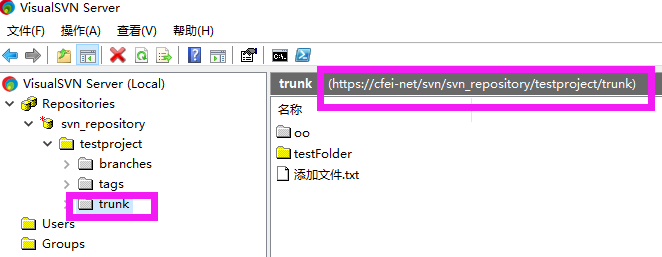 VisualSVN Server
文件(F) 操作(A) 查看(V) 帮助(H)
VisualSVN Server (Local)
Repositories
svn_repository
testproject
branches
tags
trunk
Users
Groups
trunk (https://cfei-net/svn/svn_repository/testproject/trunk)
名称
oo
testFolder
添加文件.txt